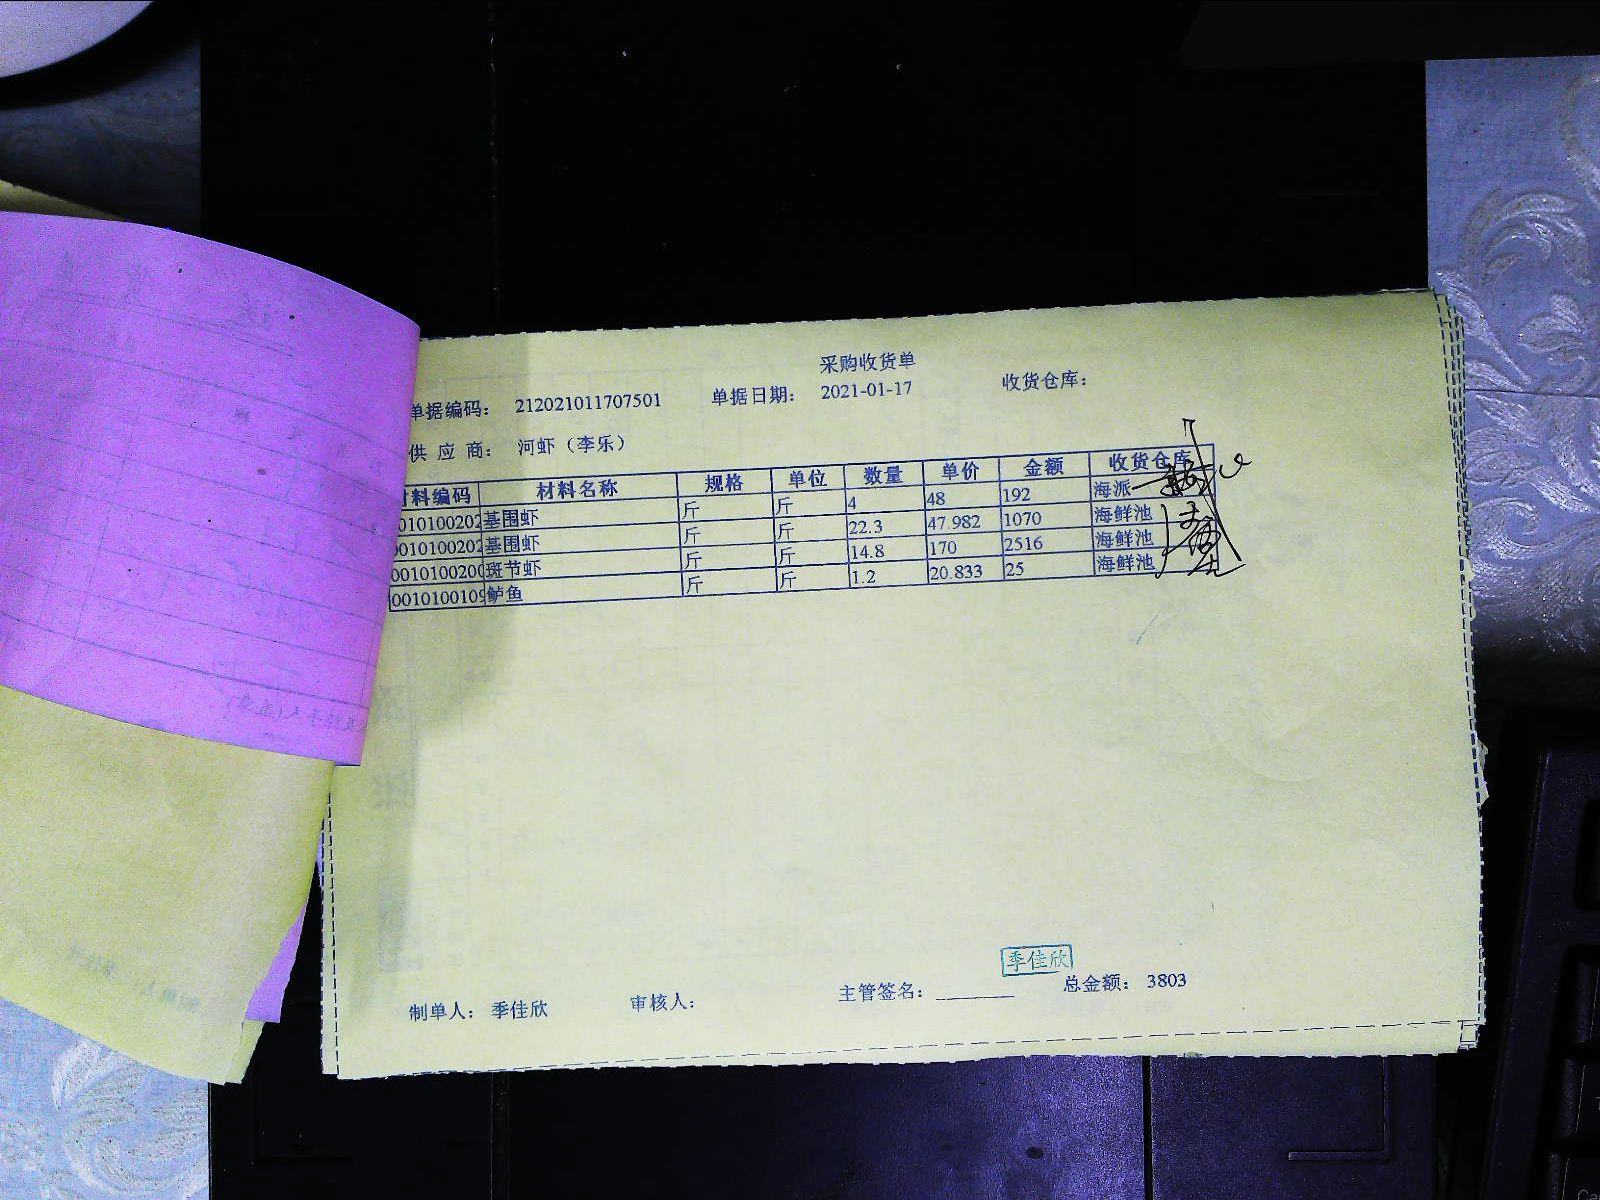 采购收货单
单据编码： 212021011707501 单据日期： 2021-01-17 收货仓库：
供 应 商： 河虾（李乐）
材料编码 材料名称 规格 单位 数量 单价 金额 收货仓库
0010100202 基围虾 斤 斤 4 48 192 海派
0010100202 基围虾 斤 斤 22.3 47.982 1070 海鲜池
0010100200 斑节虾 斤 斤 14.8 170 2516 海鲜池
0010100109 鲈鱼 斤 斤 1.2 20.833 25 海鲜池
季佳欣
制单人： 季佳欣 审核人： 主管签名： 总金额： 3803